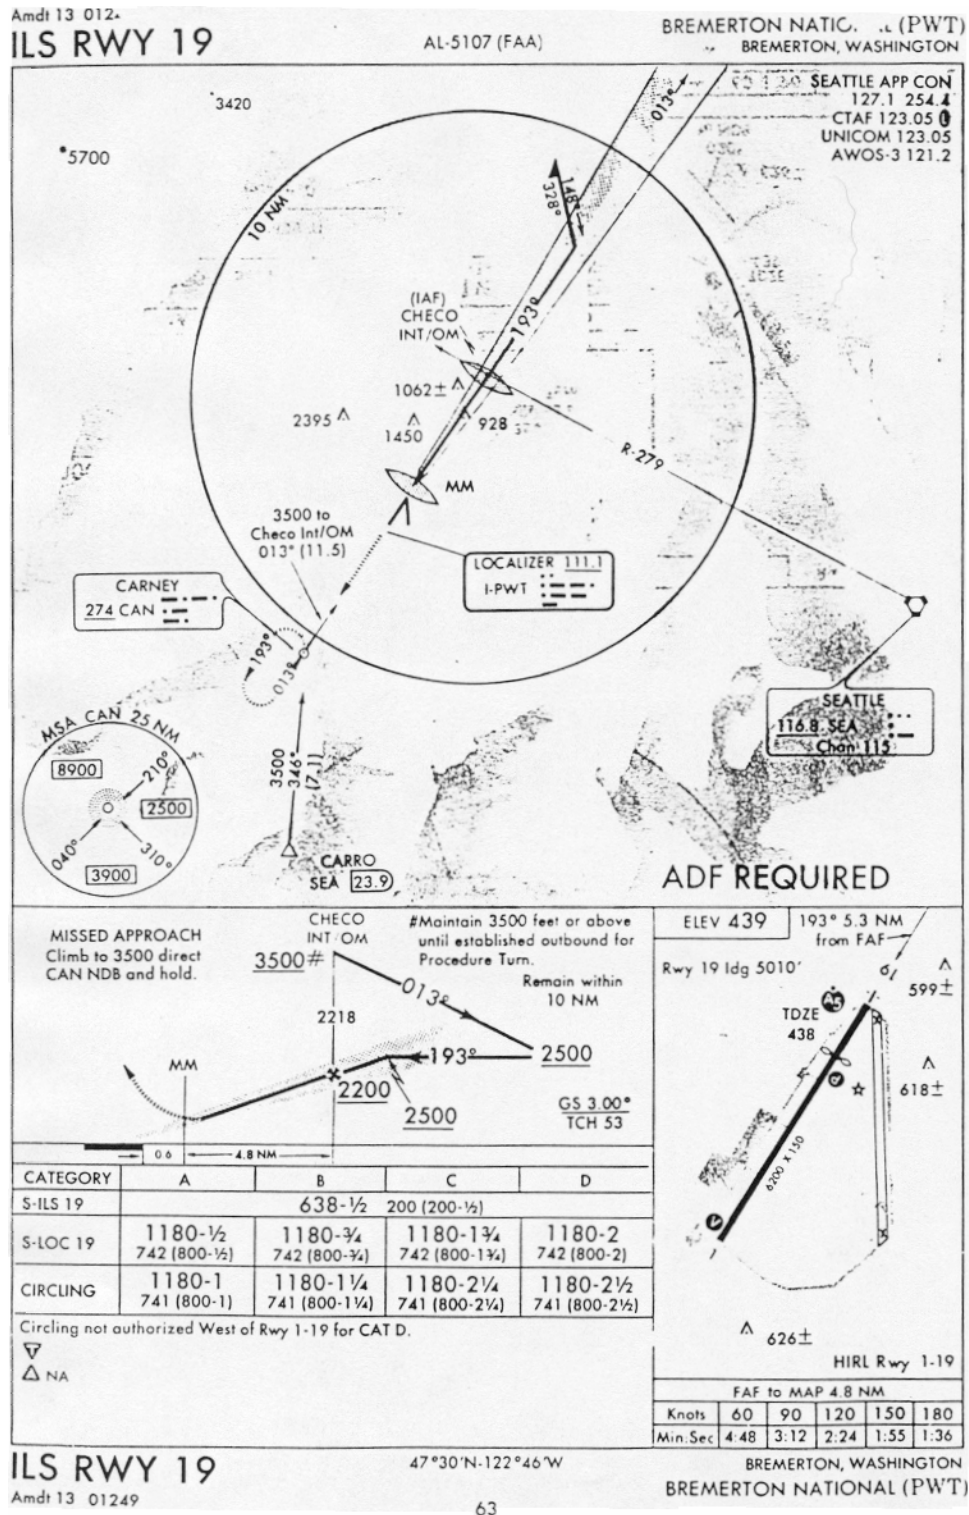 Amdt 13 012
ILS RWY 19
AL-5107 (FAA)
BREMERTON NATIO (PWT)
BREMERTON, WASHINGTON
SEATTLE APP CON
127.1 254.4
CTAF 123.05
UNICOM 123.05
AWOS-3 121.2
3420
5700
10 NM
013°
148°
328°
(IAF)
CHECO
INT/OM
193°
1062±
2395
1450
928
R-279
MM
3500 to
Checo Int/OM
013° (11.5)
LOCALIZER 111.1
I-PWT
CARNEY
274 CAN
193°
013°
SEATTLE
116.8 SEA
Chan 115
MSA CAN 25 NM
8900
210°
2500
040°
310°
3900
3500
346°
(7.1)
CARRO
SEA 23.9
ADF REQUIRED
MISSED APPROACH
Climb to 3500 direct
CAN NDB and hold.
CHECO
INT/OM
3500#
#Maintain 3500 feet or above
until established outbound for
Procedure Turn.
Remain within
10 NM
013°
2218
MM
193°
2500
2200
2500
GS 3.00°
TCH 53
0.6
4.8 NM
ELEV 439
193° 5.3 NM
from FAF
Rwy 19 ldg 5010'
19
599±
A5
TDZE
438
618±
6200 X 150
V
1
626±
HIRL Rwy 1-19
CATEGORY A B C D
S-ILS 19 638-½ 200 (200-½)
S-LOC 19 1180-½ 1180-¾ 1180-1¾ 1180-2
742 (800-½) 742 (800-¾) 742 (800-1¾) 742 (800-2)
CIRCLING 1180-1 1180-1¼ 1180-2¼ 1180-2½
741 (800-1) 741 (800-1¼) 741 (800-2¼) 741 (800-2½)
Circling not authorized West of Rwy 1-19 for CAT D.
T
A NA
FAF to MAP 4.8 NM
Knots 60 90 120 150 180
Min:Sec 4:48 3:12 2:24 1:55 1:36
ILS RWY 19
Amdt 13 01249
47°30'N-122°46'W
BREMERTON, WASHINGTON
BREMERTON NATIONAL (PWT)
63